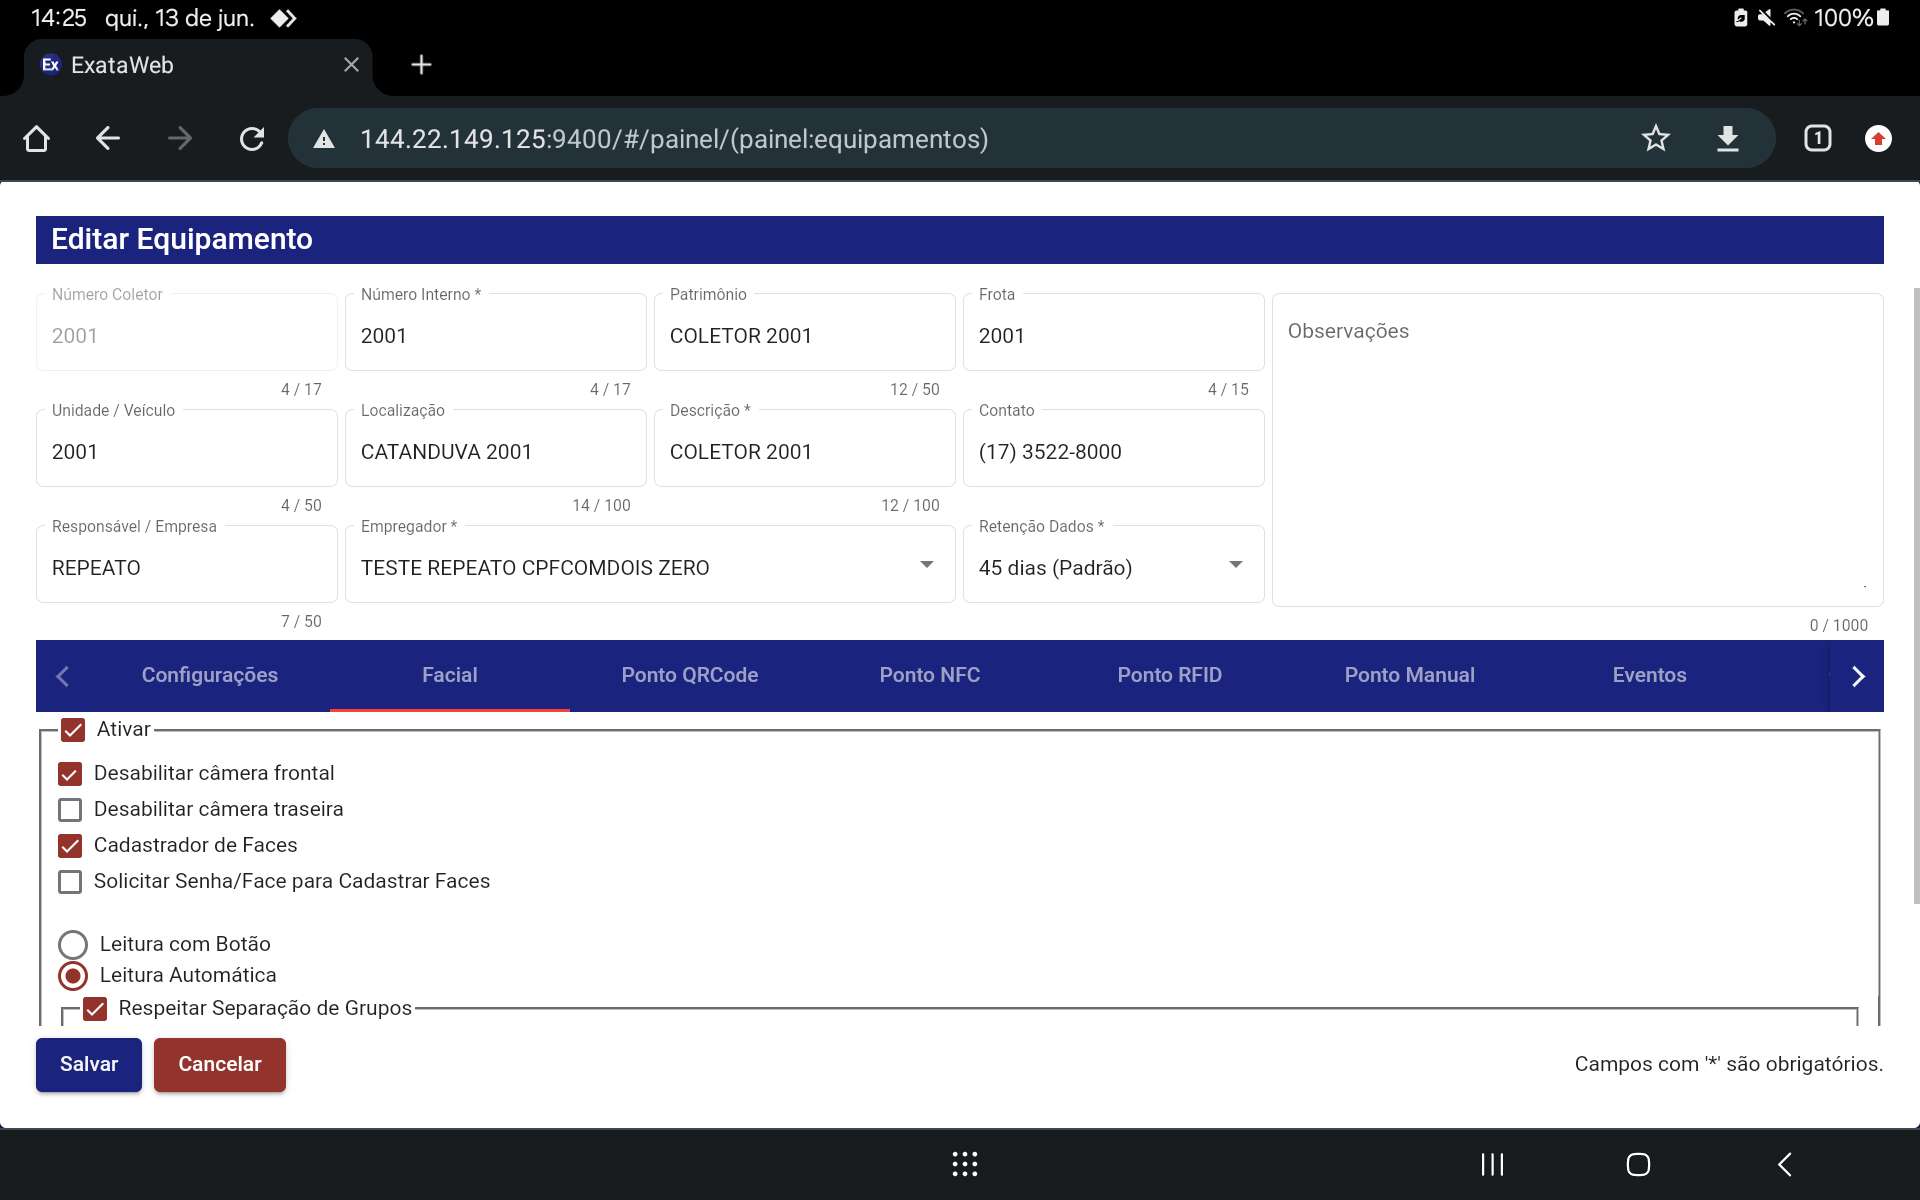 14:25 qui., 13 de jun. 100%
Ex ExataWeb
144.22.149.125:9400/#/painel/(painel:equipamentos) 1
Editar Equipamento
Número Coletor Número Interno * Patrimônio Frota
2001 2001 COLETOR 2001 2001 Observações
4 / 17 4 / 17 12 / 50 4 / 15
Unidade / Veículo Localização Descrição * Contato
2001 CATANDUVA 2001 COLETOR 2001 (17) 3522-8000
4 / 50 14 / 100 12 / 100
Responsável / Empresa Empregador * Retenção Dados *
REPEATO TESTE REPEATO CPFCOMDOIS ZERO 45 dias (Padrão)
7 / 50 0 / 1000
Configurações Facial Ponto QRCode Ponto NFC Ponto RFID Ponto Manual Eventos
Ativar
Desabilitar câmera frontal
Desabilitar câmera traseira
Cadastrador de Faces
Solicitar Senha/Face para Cadastrar Faces
Leitura com Botão
Leitura Automática
Respeitar Separação de Grupos
Salvar Cancelar Campos com '*' são obrigatórios.